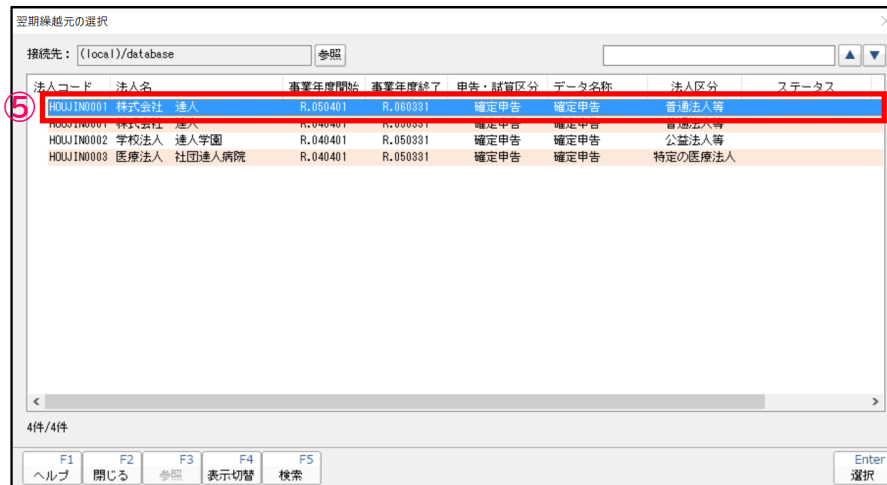 翌期繰越元の選択
接続先： (local)/database 参照 ▲ ▼
法人コード 法人名 事業年度開始 事業年度終了 申告・試算区分 データ名称 法人区分 ステータス
⑤ HOUJIN0001 株式会社 達人 R.050401 R.060331 確定申告 確定申告 普通法人等
HOUJIN0001 株式会社 達人 R.040401 R.050331 確定申告 確定申告 普通法人等
HOUJIN0002 学校法人 達人学園 R.040401 R.050331 確定申告 確定申告 公益法人等
HOUJIN0003 医療法人 社団達人病院 R.040401 R.050331 確定申告 確定申告 特定の医療法人
4件/4件
F1 F2 F3 F4 F5 Enter
ヘルプ 閉じる 参照 表示切替 検索 選択